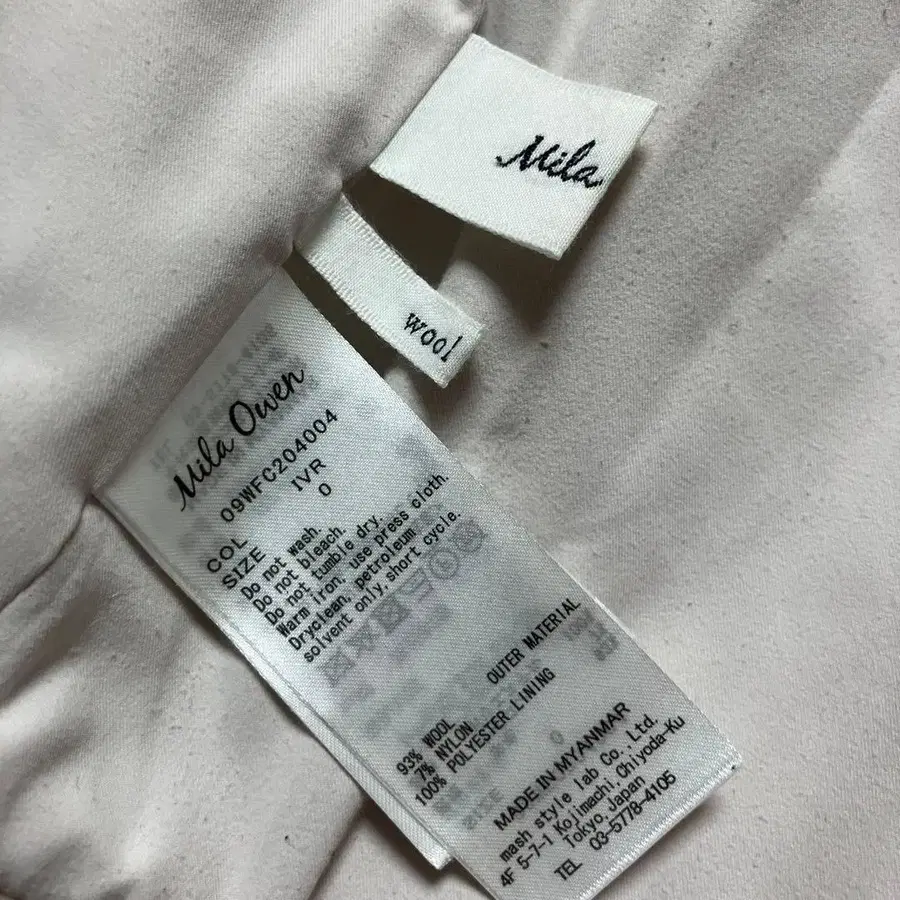 Mila
wool
Mila Owen
09WFC204004
COL IVR
SIZE 0
Do not wash.
Do not bleach.
Do not tumble dry.
Warm iron, use press cloth.
Dryclean, petroleum
solvent only, short cycle.
OUTER MATERIAL
93% WOOL
7% NYLON
100% POLYESTER LINING
MADE IN MYANMAR
mash style lab Co., Ltd.
4F 5-7-1 Kojimachi, Chiyoda-Ku
Tokyo, Japan
TEL 03-5778-4105